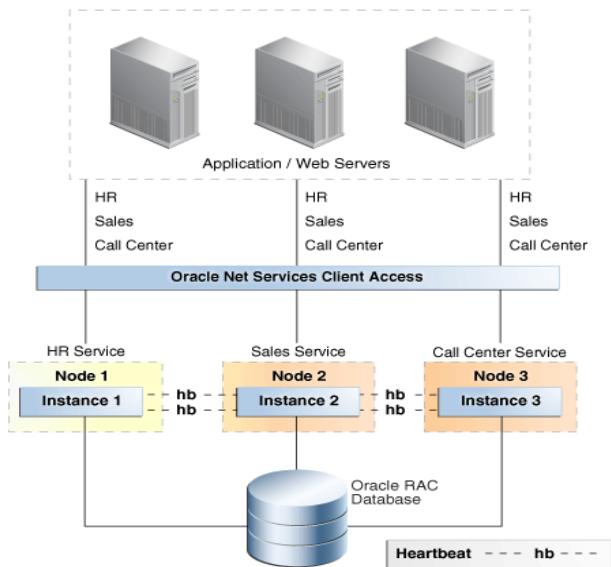 Application / Web Servers
HR
Sales
Call Center
HR
Sales
Call Center
HR
Sales
Call Center
Oracle Net Services Client Access
HR Service
Sales Service
Call Center Service
Node 1
Node 2
Node 3
Instance 1
hb
hb
Instance 2
hb
hb
Instance 3
Oracle RAC
Database
Heartbeat --- hb ---